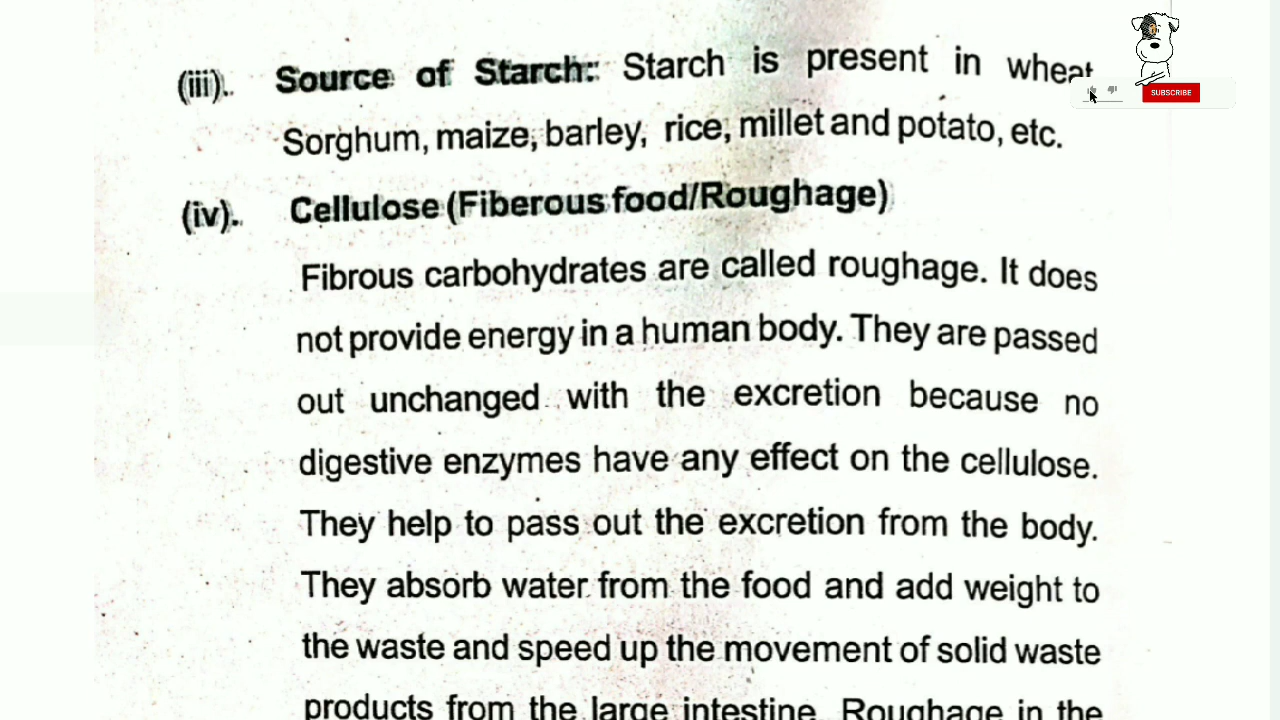 (iii).. Source of Starch:: Starch is present in wheat
SUBSCRIBE
Sorghum, maize, barley, rice, millet and potato, etc.
(iv).. Cellulose (Fiberous food/Roughage)
Fibrous carbohydrates are called roughage. It does
not provide energy in a human body. They are passed
out unchanged with the excretion because no
digestive enzymes have any effect on the cellulose.
They help to pass out the excretion from the body.
They absorb water from the food and add weight to
the waste and speed up the movement of solid waste
products from the large intestine. Roughage in the